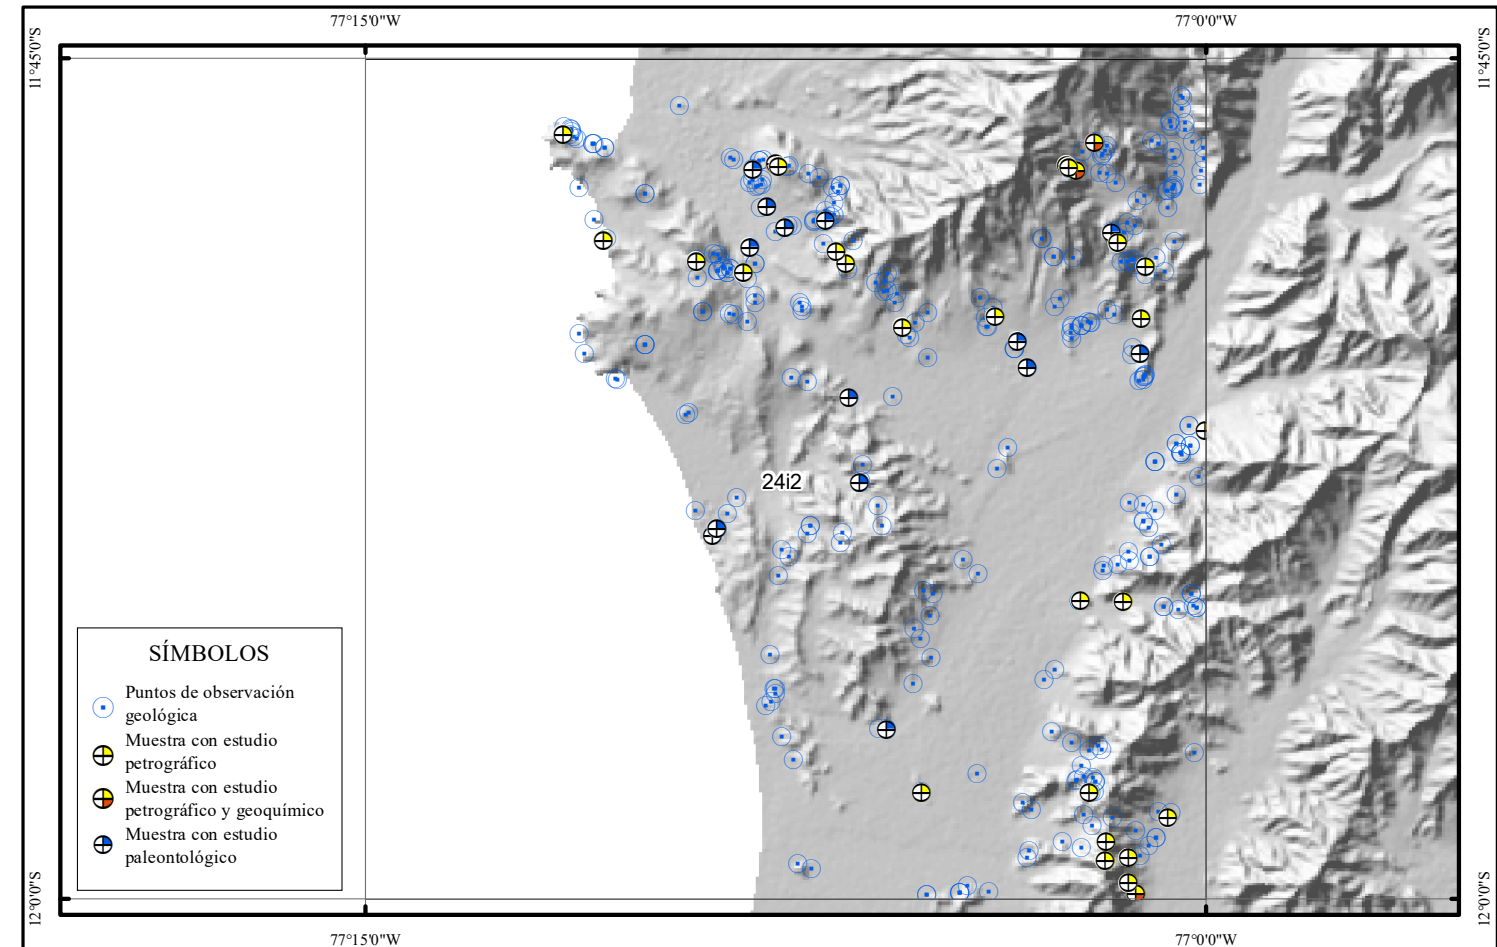 77°15'0"W 77°0'0"W
11°45'0"S 11°45'0"S
24i2
SÍMBOLOS
Puntos de observación
geológica
Muestra con estudio
petrográfico
Muestra con estudio
petrográfico y geoquímico
Muestra con estudio
paleontológico
12°0'0"S 12°0'0"S
77°15'0"W 77°0'0"W